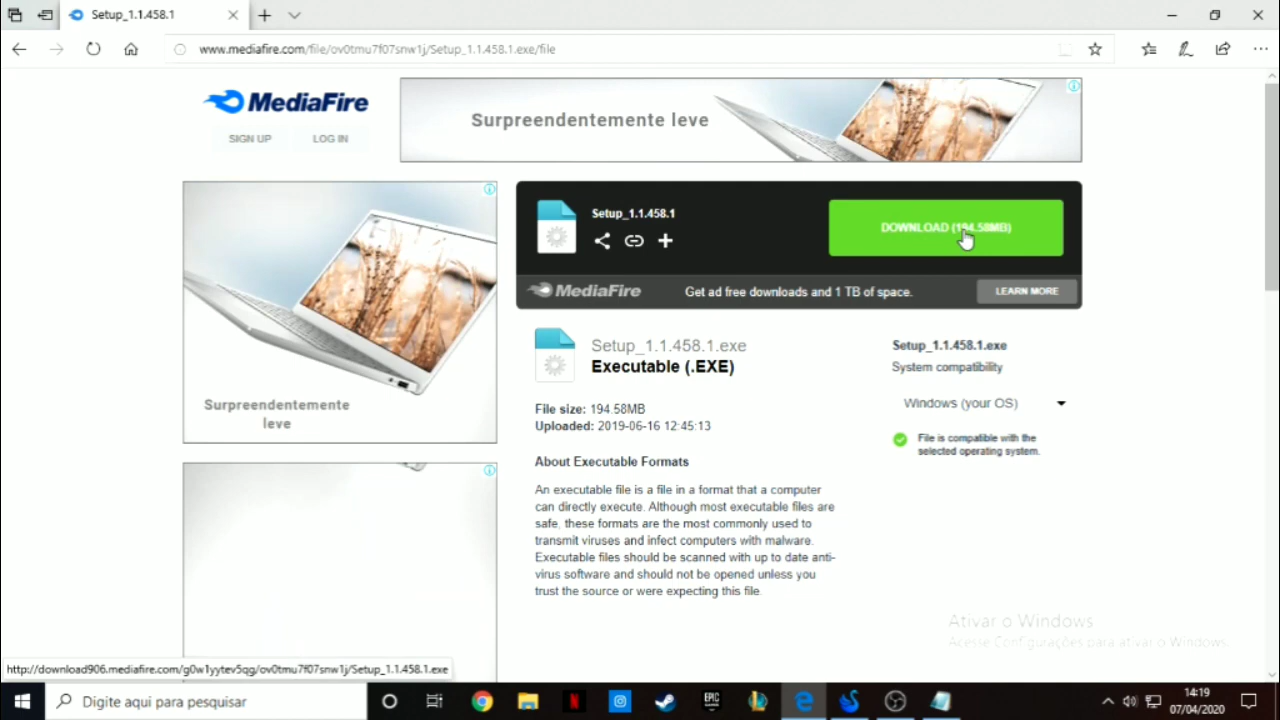 Setup_1.1.458.1
www.mediafire.com/file/ov0tmu7f07snw1j/Setup_1.1.458.1.exe/file
MediaFire
SIGN UP
LOG IN
Surpreendentemente leve
Setup_1.1.458.1
DOWNLOAD (194.58MB)
MediaFire
Get ad free downloads and 1 TB of space.
LEARN MORE
Surpreendentemente
leve
Setup_1.1.458.1.exe
Executable (.EXE)
File size: 194.58MB
Uploaded: 2019-06-16 12:45:13
About Executable Formats
An executable file is a file in a format that a computer
can directly execute. Although most executable files are
safe, these formats are the most commonly used to
transmit viruses and infect computers with malware.
Executable files should be scanned with up to date anti-
virus software and should not be opened unless you
trust the source or were expecting this file.
Setup_1.1.458.1.exe
System compatibility
Windows (your OS)
File is compatible with the
selected operating system.
Ativar o Windows
Acesse Configurações para ativar o Windows.
http://download906.mediafire.com/g0w1yytev5qg/ov0tmu7f07snw1j/Setup_1.1.458.1.exe
Digite aqui para pesquisar
EPIC
GAMES
14:19
07/04/2020